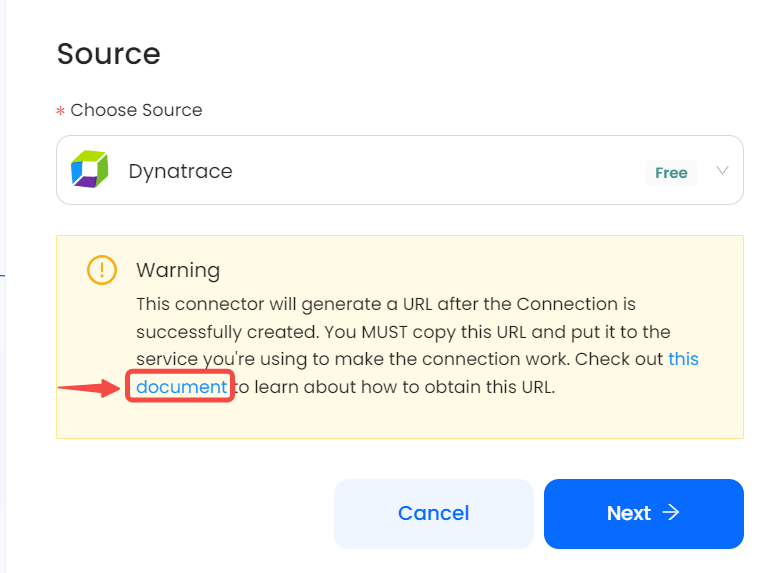 Source
* Choose Source
Dynatrace
Free
Warning
This connector will generate a URL after the Connection is
successfully created. You MUST copy this URL and put it to the
service you're using to make the connection work. Check out this
document to learn about how to obtain this URL.
Cancel
Next →